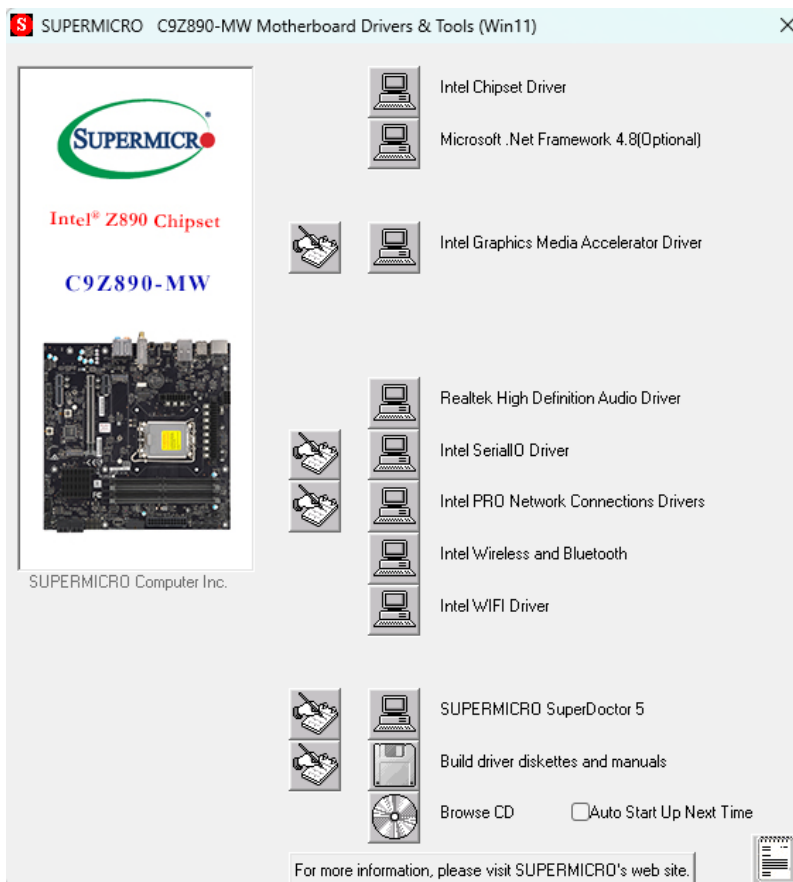 S SUPERMICRO C9Z890-MW Motherboard Drivers & Tools (Win11)
SUPERMICRO
Intel® Z890 Chipset
C9Z890-MW
SUPERMICRO Computer Inc.
Intel Chipset Driver
Microsoft .Net Framework 4.8(Optional)
Intel Graphics Media Accelerator Driver
Realtek High Definition Audio Driver
Intel SerialIO Driver
Intel PRO Network Connections Drivers
Intel Wireless and Bluetooth
Intel WIFI Driver
SUPERMICRO SuperDoctor 5
Build driver diskettes and manuals
Browse CD Auto Start Up Next Time
For more information, please visit SUPERMICRO's web site.